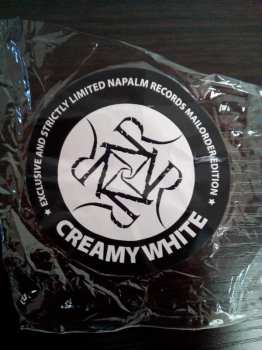 ★ EXCLUSIVE AND STRICTLY LIMITED NAPALM RECORDS MAILORDER EDITION ★
CREAMY WHITE